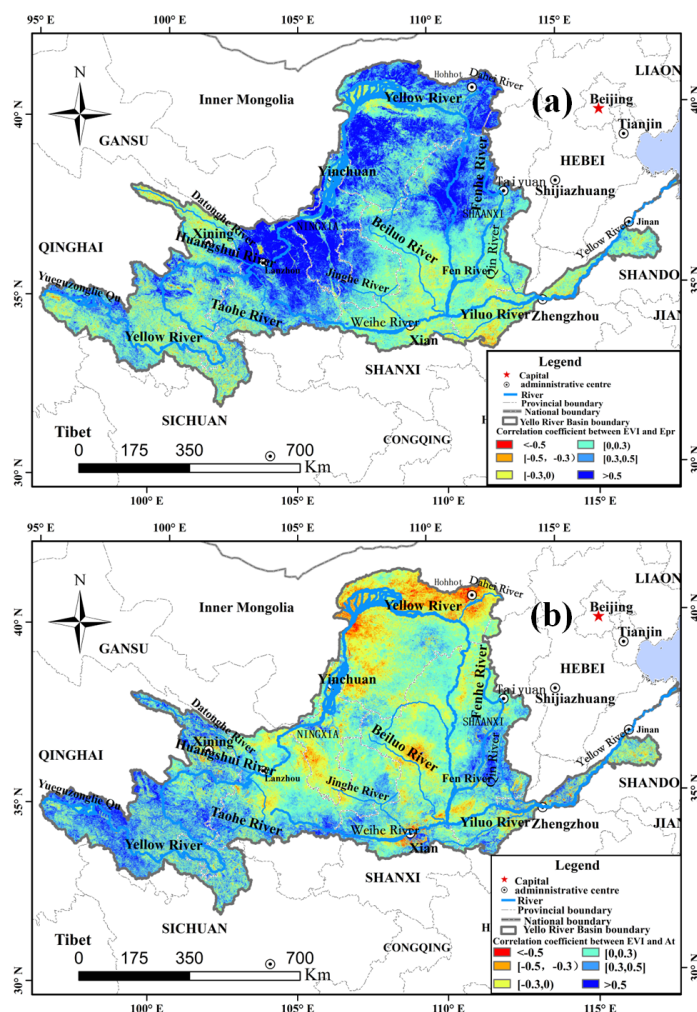 95° E 100° E 105° E 110° E 115° E
(a)
N
40° N
35° N
30° N
40° N
35° N
30° N
LIAON
Hohhot
Dahei River
Inner Mongolia
Yellow River
Beijing
Tianjin
GANSU
HEBEI
Yinchuan
Taiyuan
Shijiazhuang
Datonghe River
NINGXIA
SHAANXI
QINGHAI
Xining
Huangshui River
Lanzhou
Beiluo River
Qin River
Yellow River
Jinan
Jinghe River
Fen River
SHANDO
Yueguzonglie Qu
Taohe River
Weihe River
Yiluo River
Zhengzhou
JIAN
Yellow River
Xian
SHANXI
SICHUAN
Tibet
CONGQING
0 175 350 700
Km
Legend
Capital
adminnistrative centre
River
Provincial boundary
National boundary
Yello River Basin boundary
Correlation coefficient between EVI and Epr
<-0.5 [0,0.3)
[-0.5, -0.3) [0.3,0.5]
[-0.3,0) >0.5
100° E 105° E 110° E 115° E
95° E 100° E 105° E 110° E 115° E
(b)
N
40° N
35° N
30° N
40° N
35° N
30° N
LIAON
Hohhot
Dahei River
Inner Mongolia
Yellow River
Beijing
Tianjin
GANSU
HEBEI
Yinchuan
Taiyuan
Shijiazhuang
Datonghe River
NINGXIA
SHAANXI
QINGHAI
Xining
Huangshui River
Lanzhou
Beiluo River
Qin River
Yellow River
Jinan
Jinghe River
Fen River
SHANDO
Yueguzonglie Qu
Taohe River
Weihe River
Yiluo River
Zhengzhou
JIAN
Yellow River
Xian
SHANXI
SICHUAN
Tibet
CONGQING
0 175 350 700
Km
Legend
Capital
adminnistrative centre
River
Provincial boundary
National boundary
Yello River Basin boundary
Correlation coefficient between EVI and At
<-0.5 [0,0.3)
[-0.5, -0.3) [0.3,0.5]
[-0.3,0) >0.5
100° E 105° E 110° E 115° E